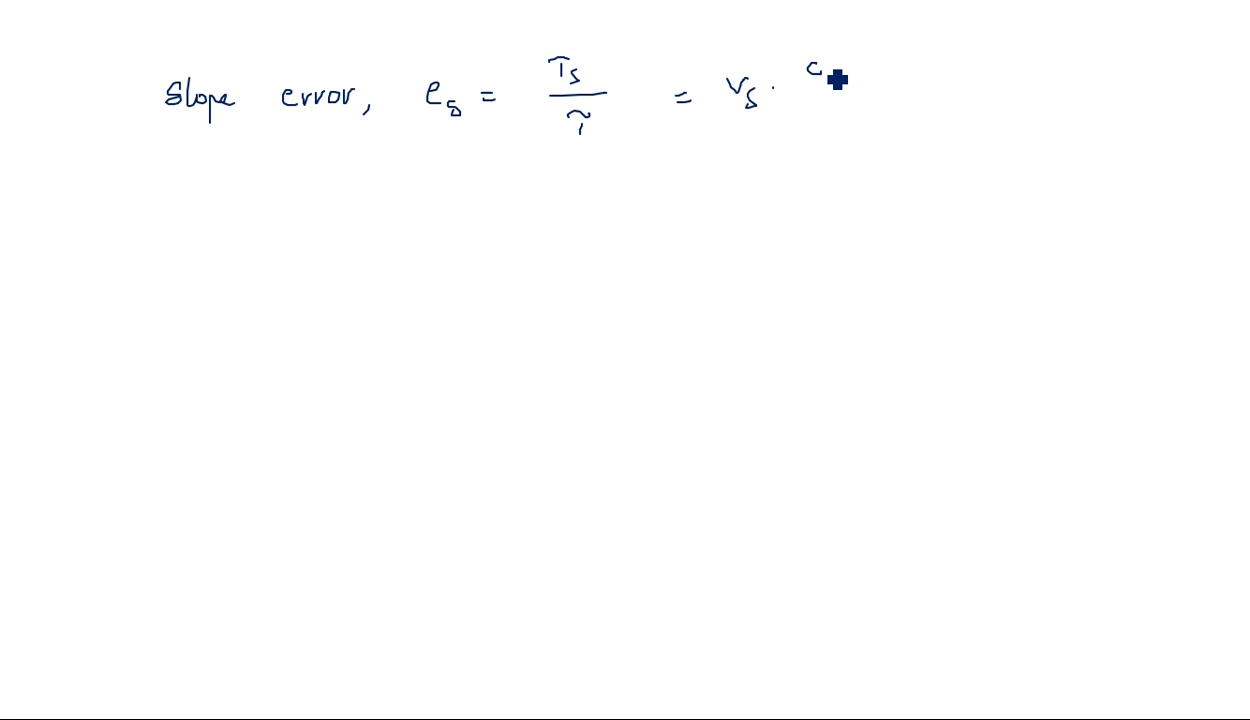 Slope error, e_s = T_s / τ = V_s · C